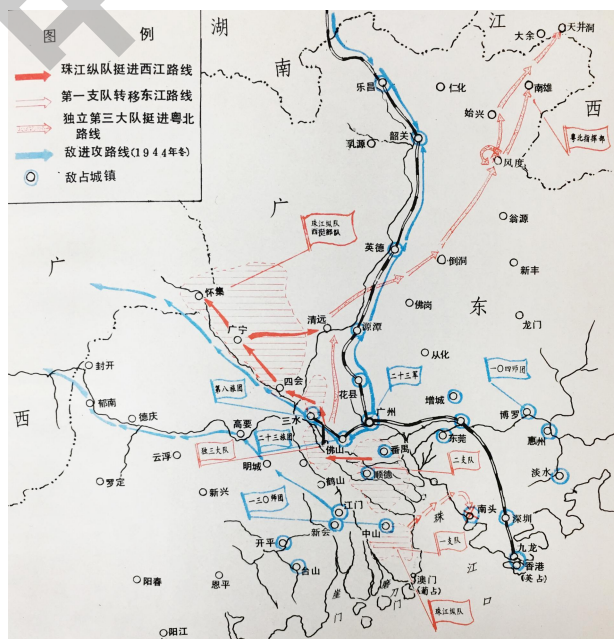 图 例
珠江纵队挺进西江路线
第一支队转移东江路线
独立第三大队挺进粤北
路线
敌进攻路线(1944年冬)
敌占城镇
湖
南
江
西
广
东
广
西
大余
天井洞
乐昌
仁化
南雄
始兴
韶关
乳源
粤北指挥部
风度
翁源
珠江纵队
西挺部队
英德
倒洞
新丰
怀集
清远
佛岗
龙门
广宁
源潭
从化
封开
四会
花县
二十三军
一〇四师团
第八旅团
增城
郁南
德庆
三水
广州
博罗
高要
独三大队
二十三旅团
佛山
番禺
东莞
惠州
云浮
明城
二支队
罗定
顺德
淡水
新兴
鹤山
一三〇师团
江门
珠
南头
深圳
新会
中山
开平
一支队
台山
江
九龙
香港
(英占)
阳春
恩平
崖
门
磨刀
门
澳门
(葡占)
口
珠江纵队
阳江